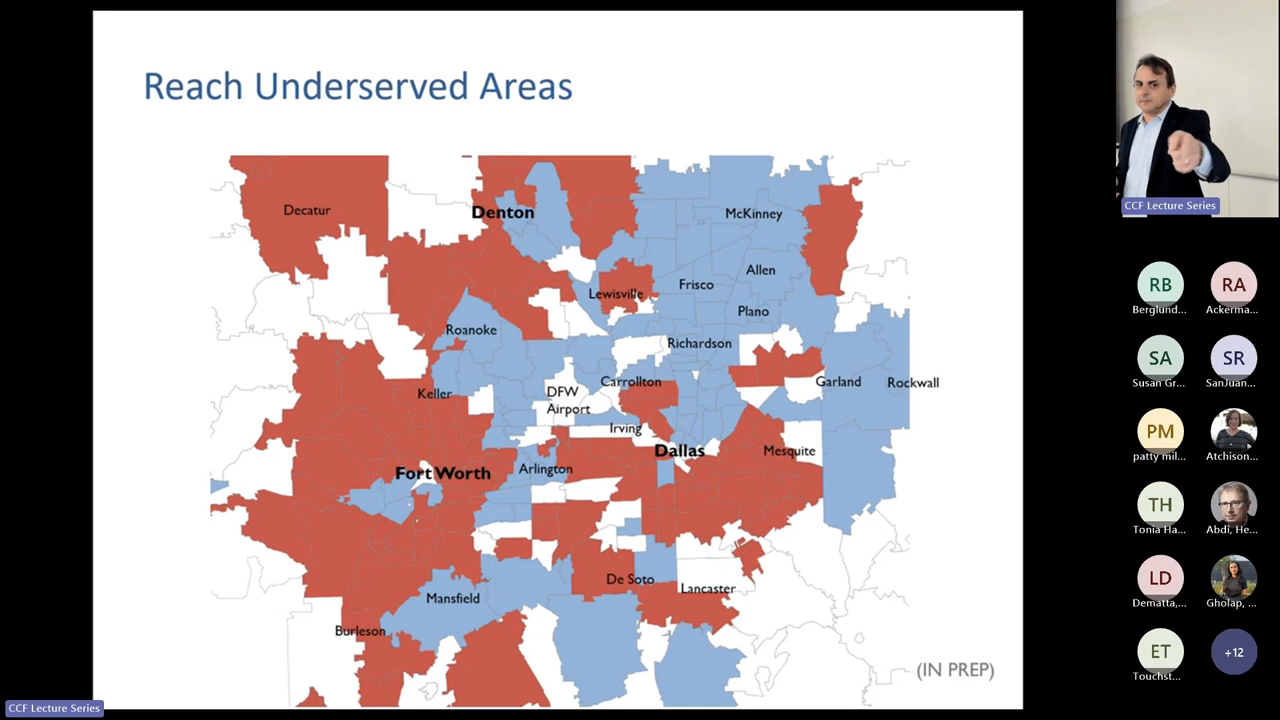 Reach Underserved Areas
Decatur
Denton
McKinney
Allen
Lewisville
Frisco
Plano
Roanoke
Richardson
Keller
DFW
Airport
Carrollton
Garland
Rockwall
Irving
Dallas
Mesquite
Fort Worth
Arlington
De Soto
Lancaster
Mansfield
Burleson
(IN PREP)
CCF Lecture Series
CCF Lecture Series
RB
RA
Berglund...
Ackerma...
SA
SR
Susan Gr...
SanJuan...
PM
patty mil...
Atchison...
TH
Tonia Ha...
Abdi, He...
LD
Dematta,...
Gholap, ...
ET
+12
Touchst...